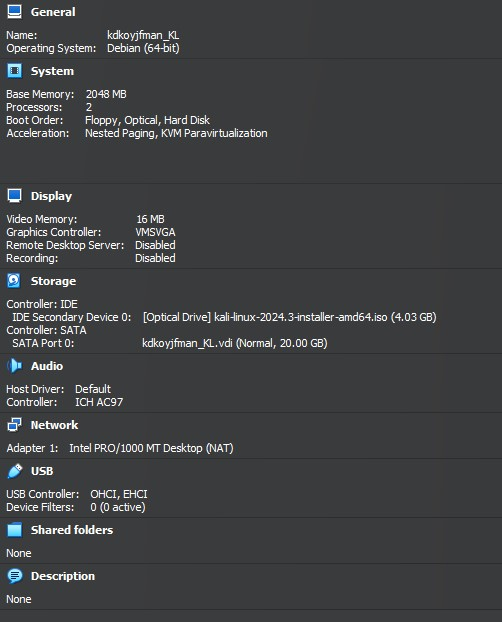 General
Name: kdkoyjfman_KL
Operating System: Debian (64-bit)
System
Base Memory: 2048 MB
Processors: 2
Boot Order: Floppy, Optical, Hard Disk
Acceleration: Nested Paging, KVM Paravirtualization
Display
Video Memory: 16 MB
Graphics Controller: VMSVGA
Remote Desktop Server: Disabled
Recording: Disabled
Storage
Controller: IDE
IDE Secondary Device 0: [Optical Drive] kali-linux-2024.3-installer-amd64.iso (4.03 GB)
Controller: SATA
SATA Port 0: kdkoyjfman_KL.vdi (Normal, 20.00 GB)
Audio
Host Driver: Default
Controller: ICH AC97
Network
Adapter 1: Intel PRO/1000 MT Desktop (NAT)
USB
USB Controller: OHCI, EHCI
Device Filters: 0 (0 active)
Shared folders
None
Description
None